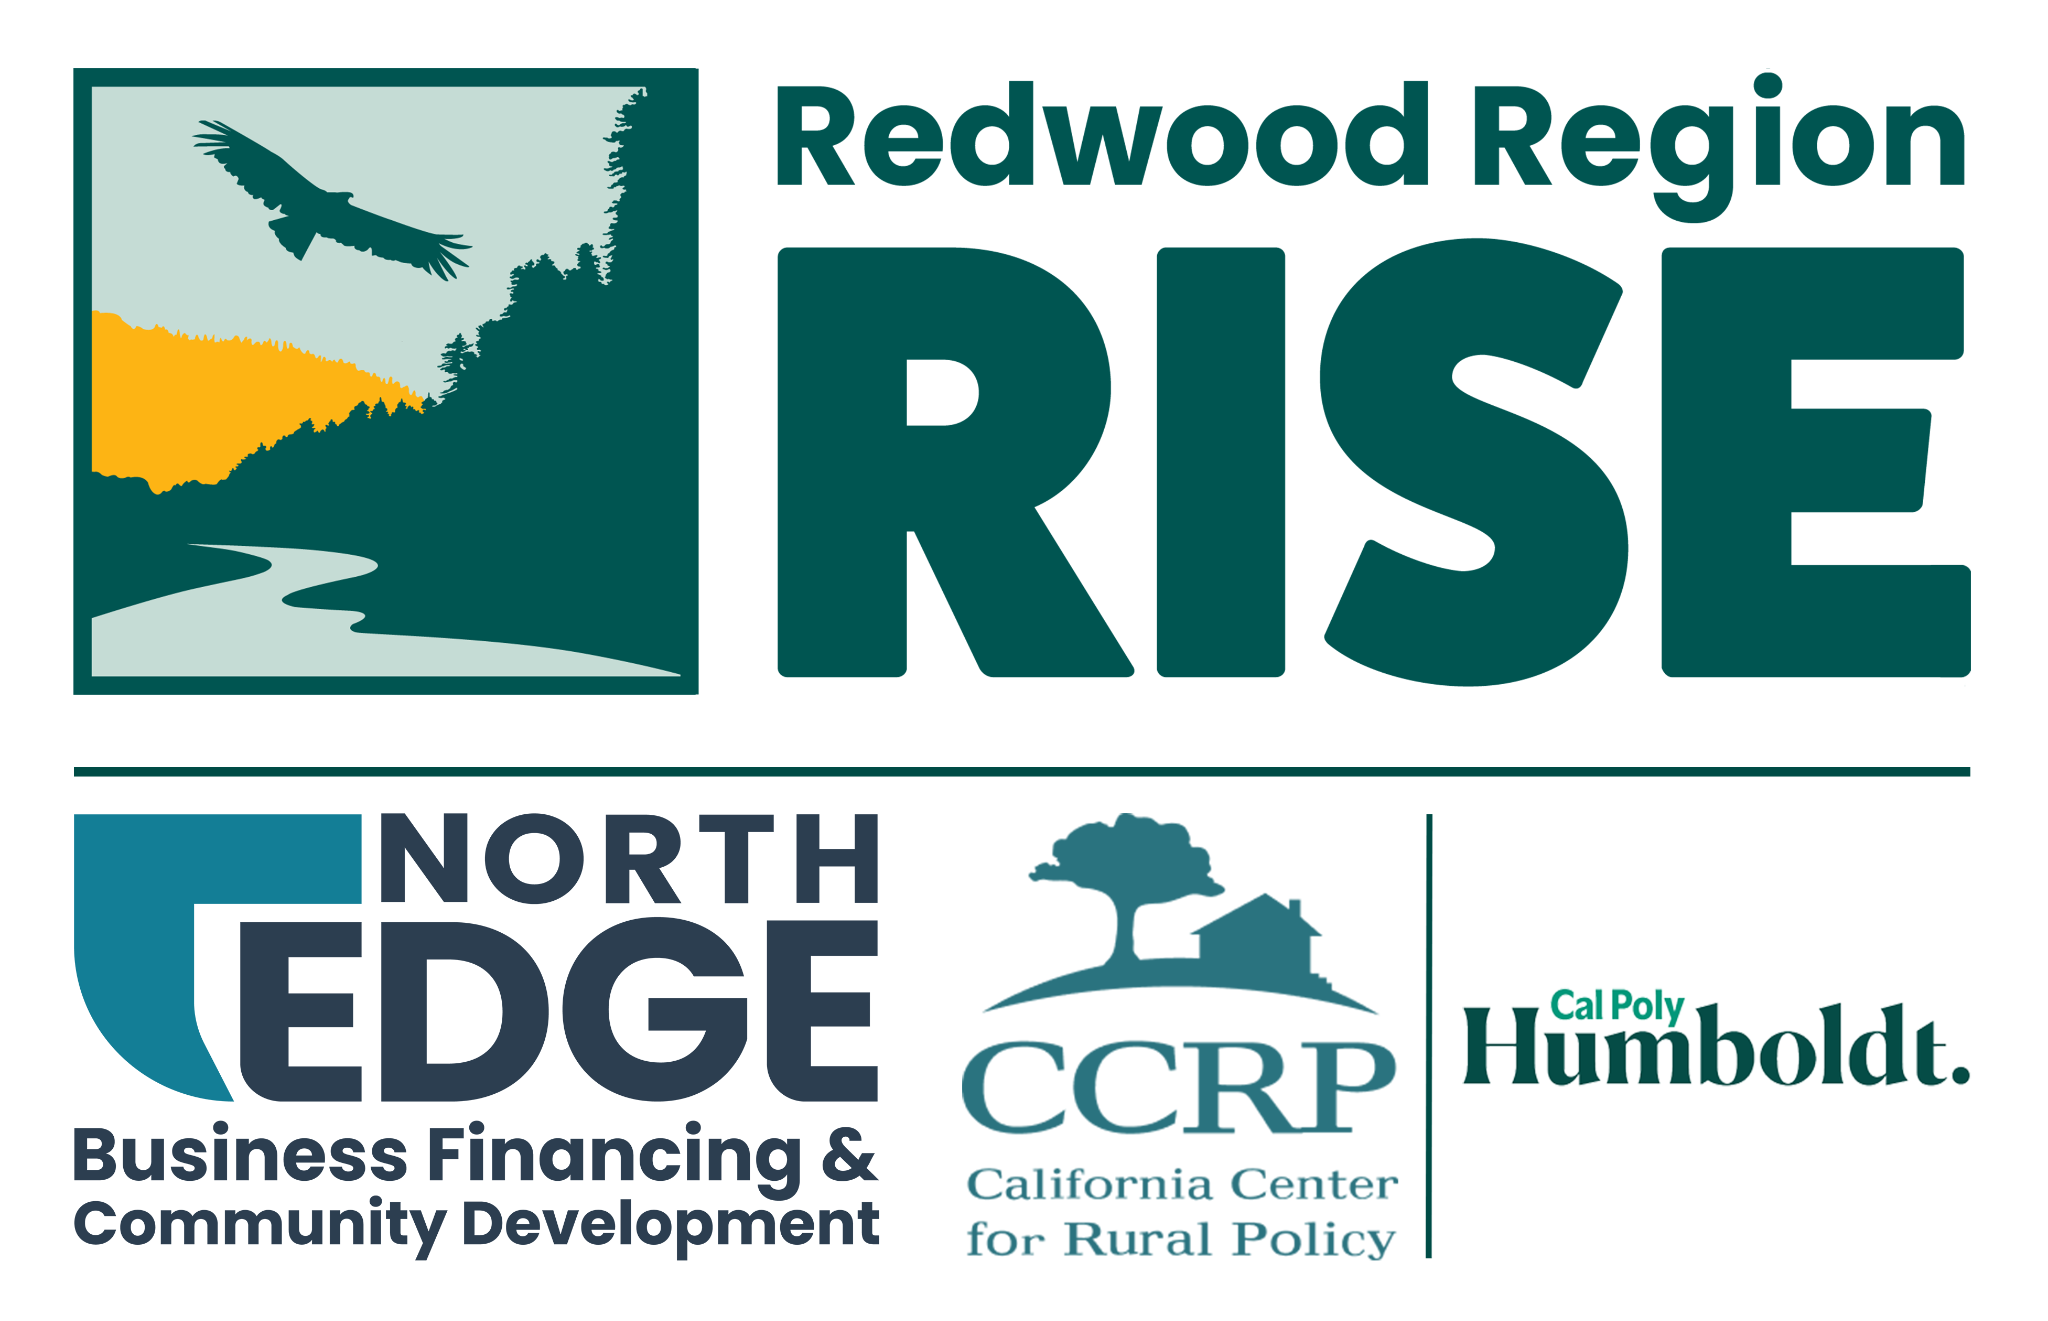 Redwood Region
RISE
NORTH
EDGE
Business Financing &
Community Development
CCRP
California Center
for Rural Policy
Cal Poly
Humboldt.